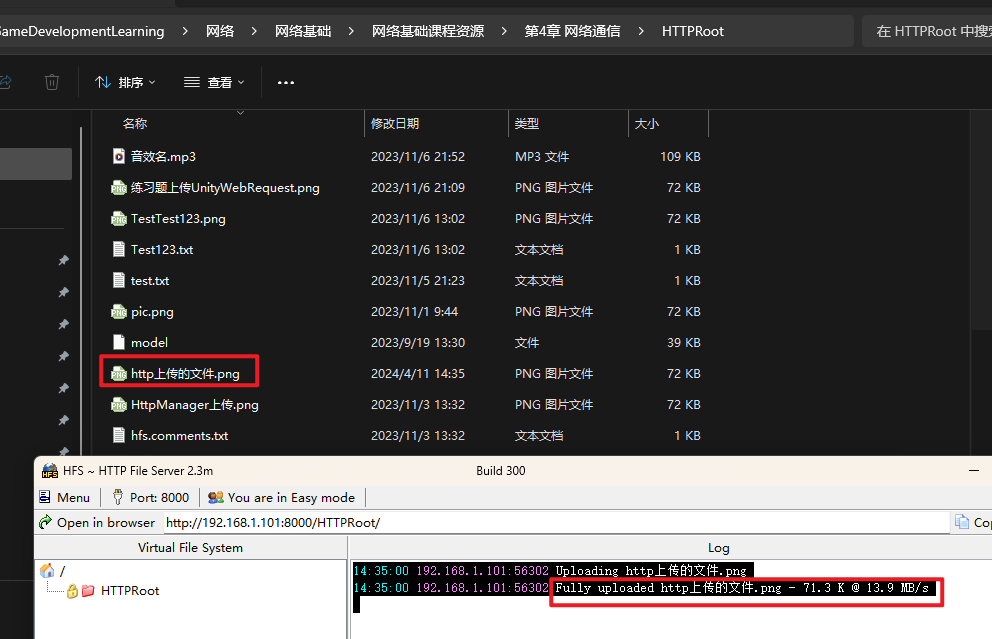 GameDevelopmentLearning > 网络 > 网络基础 > 网络基础课程资源 > 第4章 网络通信 > HTTPRoot 在 HTTPRoot 中搜
排序 查看 ...
名称 修改日期 类型 大小
音效名.mp3 2023/11/6 21:52 MP3 文件 109 KB
练习题上传UnityWebRequest.png 2023/11/6 21:09 PNG 图片文件 72 KB
TestTest123.png 2023/11/6 13:02 PNG 图片文件 72 KB
Test123.txt 2023/11/6 13:02 文本文档 1 KB
test.txt 2023/11/5 21:23 文本文档 1 KB
pic.png 2023/11/1 9:44 PNG 图片文件 72 KB
model 2023/9/19 13:30 文件 39 KB
http上传的文件.png 2024/4/11 14:35 PNG 图片文件 72 KB
HttpManager上传.png 2023/11/3 13:32 PNG 图片文件 72 KB
hfs.comments.txt 2023/11/3 13:32 文本文档 1 KB
HFS ~ HTTP File Server 2.3m Build 300
Menu Port: 8000 You are in Easy mode
Open in browser http://192.168.1.101:8000/HTTPRoot/ Cop
Virtual File System Log
/ 14:35:00 192.168.1.101:56302 Uploading http上传的文件.png
HTTPRoot 14:35:00 192.168.1.101:56302 Fully uploaded http上传的文件.png - 71.3 K @ 13.9 MB/s